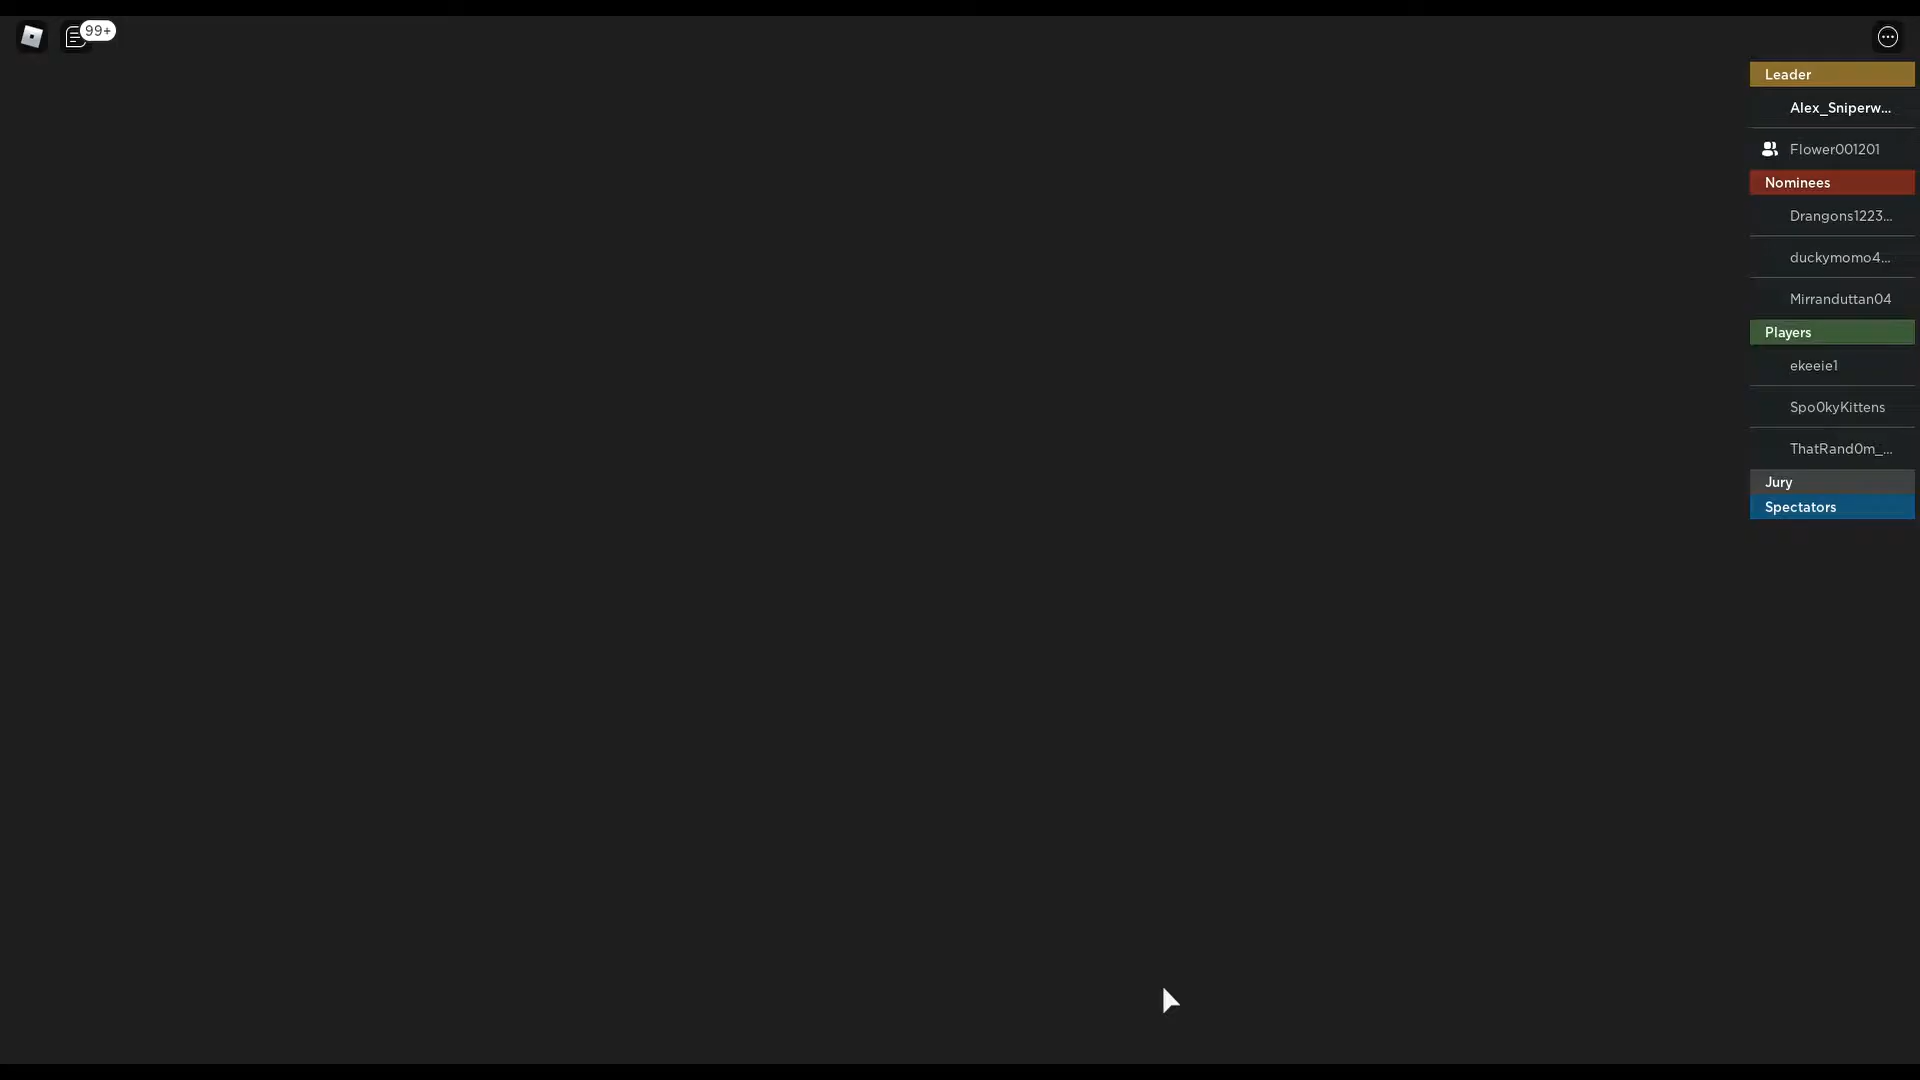 99+
Leader
Alex_Sniperw...
Flower001201
Nominees
Drangons1223...
duckymomo4...
Mirranduttan04
Players
ekeeie1
Spo0kyKittens
ThatRand0m_...
Jury
Spectators